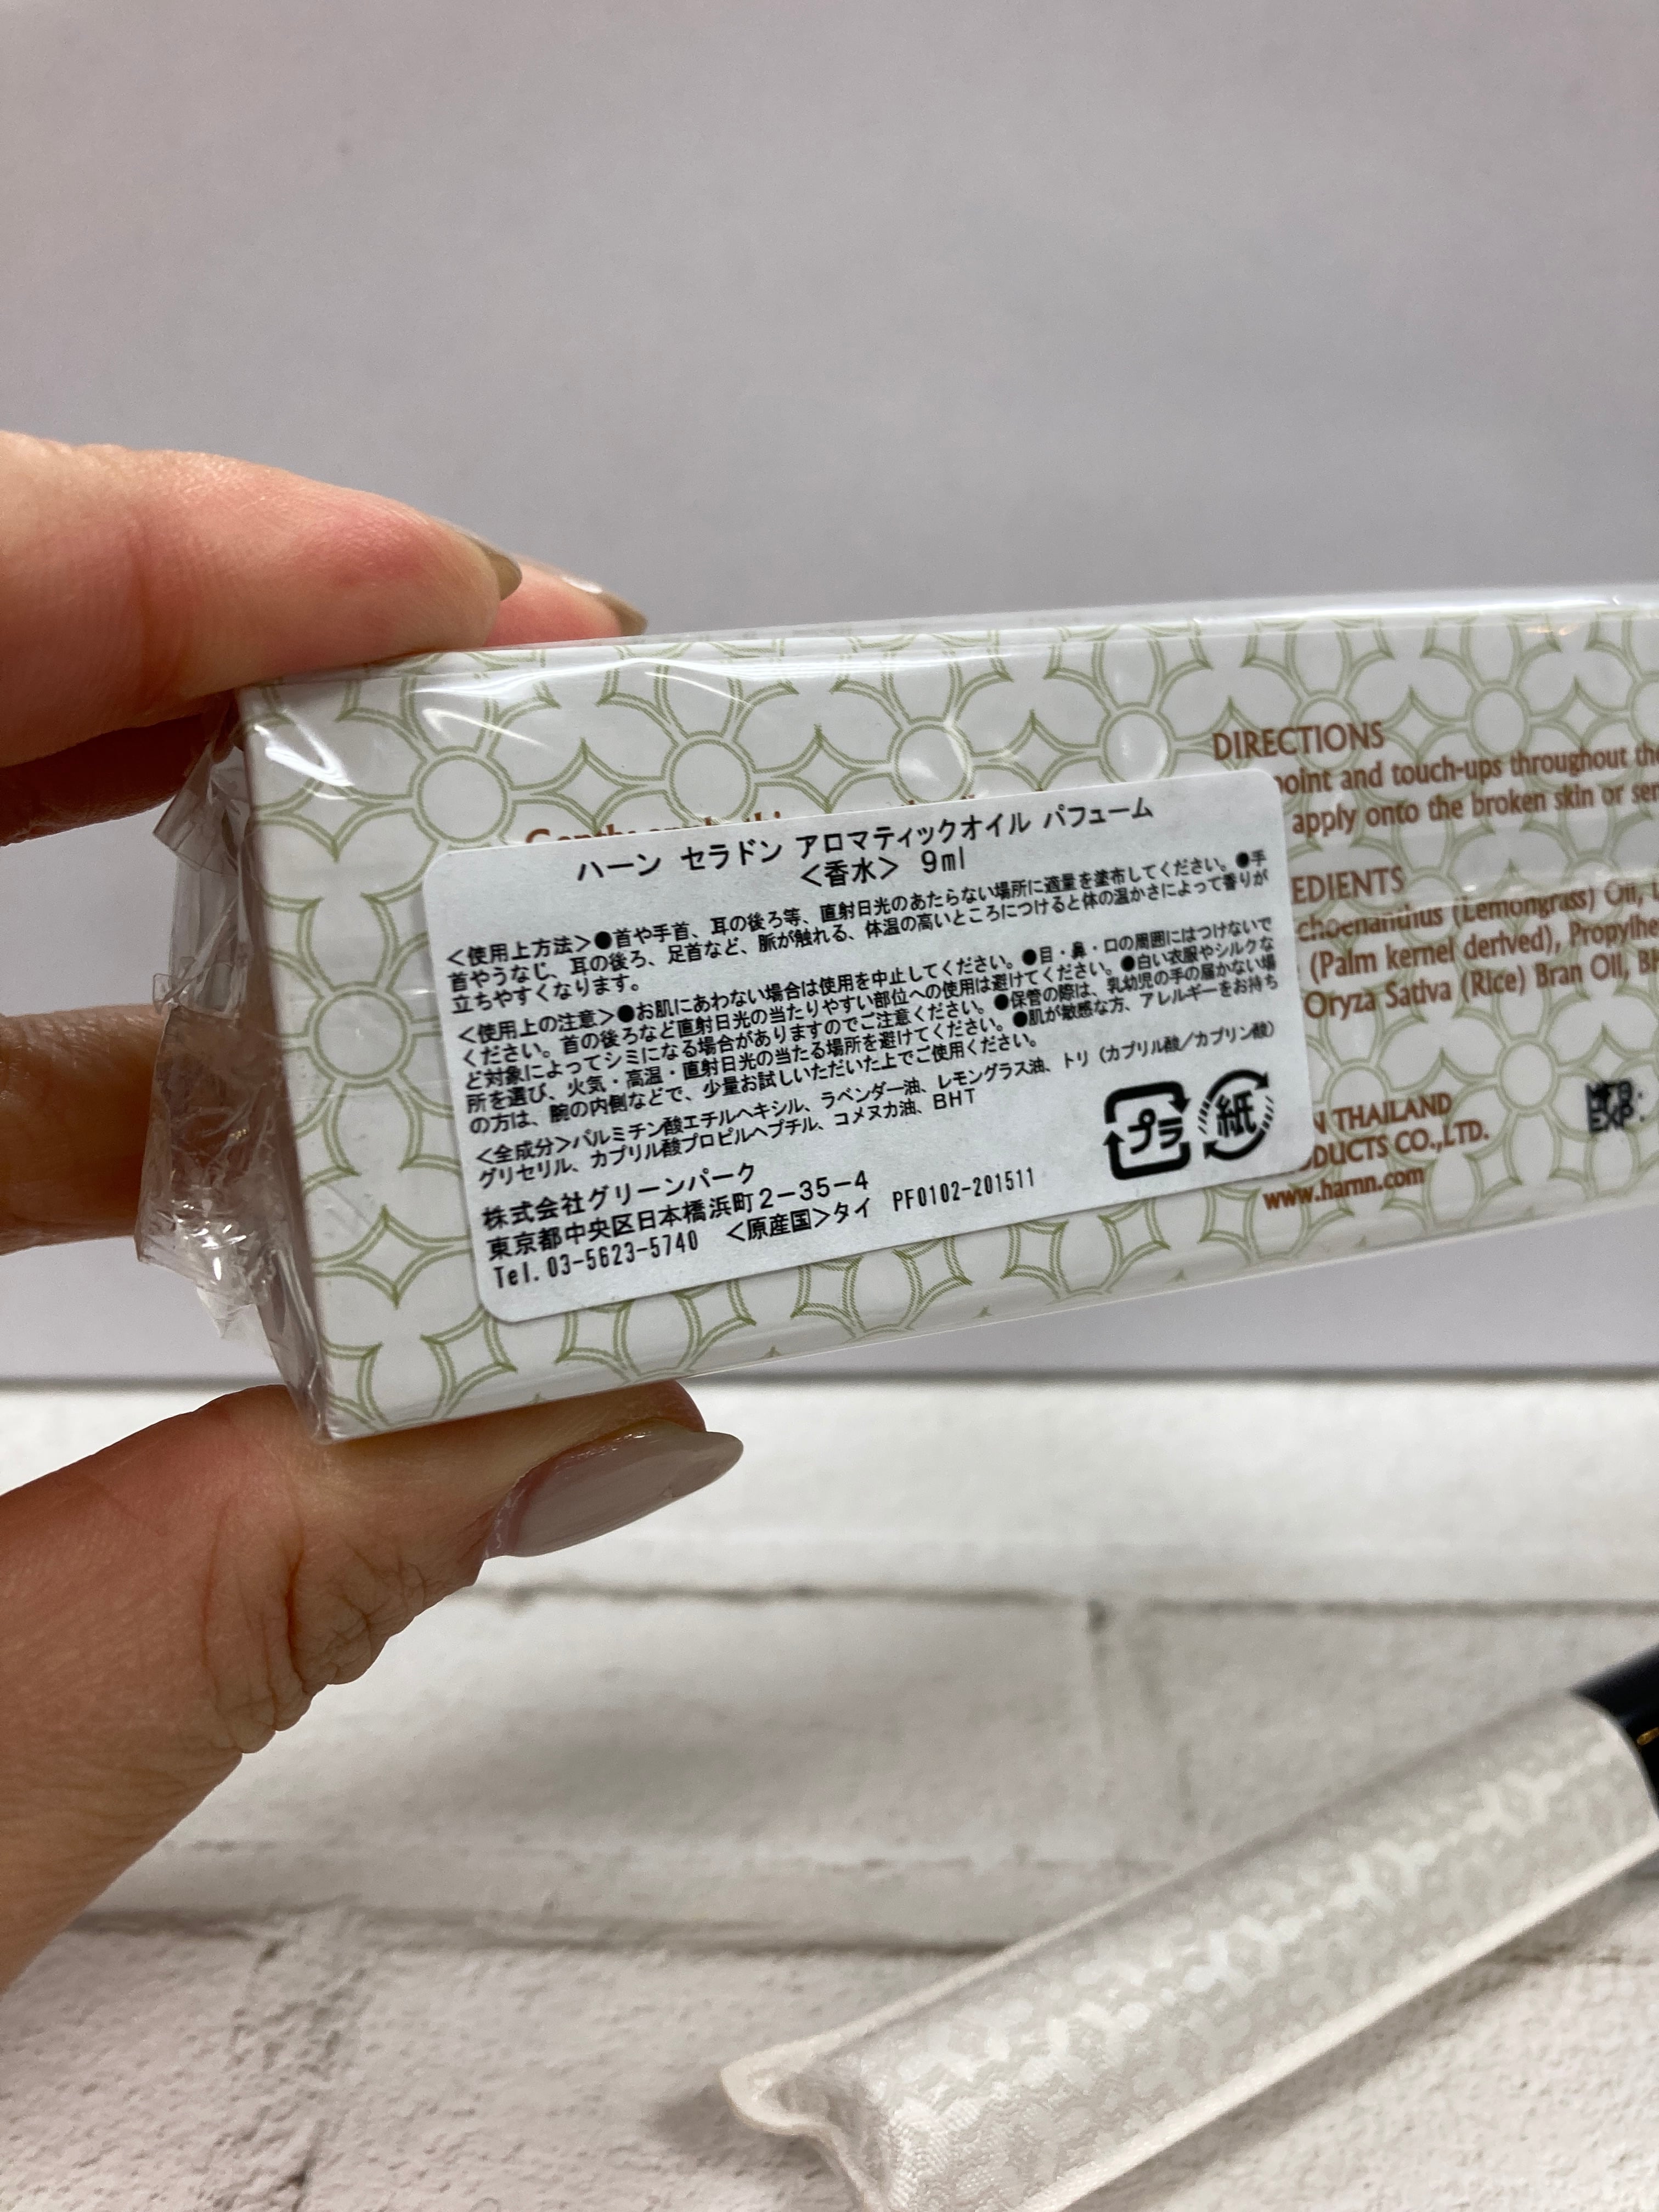 ハーン セラドン アロマティックオイル パフューム
<香水> 9ml
<使用上方法>●首や手首、耳の後ろ等、直射日光のあたらない場所に適量を塗布してください。●手
首やうなじ、耳の後ろ、足首など、脈が触れる、体温の高いところにつけると体の温かさによって香りが
立ちやすくなります。
<使用上の注意>●お肌にあわない場合は使用を中止してください。●目・鼻・口の周囲にはつけないで
ください。首の後ろなど直射日光の当たりやすい部位への使用は避けてください。●白い衣服やシルクな
ど対象によってシミになる場合がありますのでご注意ください。●保管の際は、乳幼児の手の届かない場
所を選び、火気・高温・直射日光の当たる場所を避けてください。●肌が敏感な方、アレルギーをお持ち
の方は、腕の内側などで、少量お試しいただいた上でご使用ください。
<全成分>パルミチン酸エチルヘキシル、ラベンダー油、レモングラス油、トリ（カプリル酸／カプリン酸）
グリセリル、カプリル酸プロピルヘプチル、コメヌカ油、BHT
株式会社グリーンパーク
東京都中央区日本橋浜町2-35-4
Tel.03-5623-5740 <原産国>タイ PF0102-201511
プラ 紙
DIRECTIONS
point and touch-ups throughout the
apply onto the broken skin or
EDIENTS
choenanthus (Lemongrass) Oil,
(Palm kernel derived),
Oryza Sativa (Rice) Bran Oil,
THAILAND
DUCTS CO.,LTD.
www.harnn.com
MFD:
EXP: